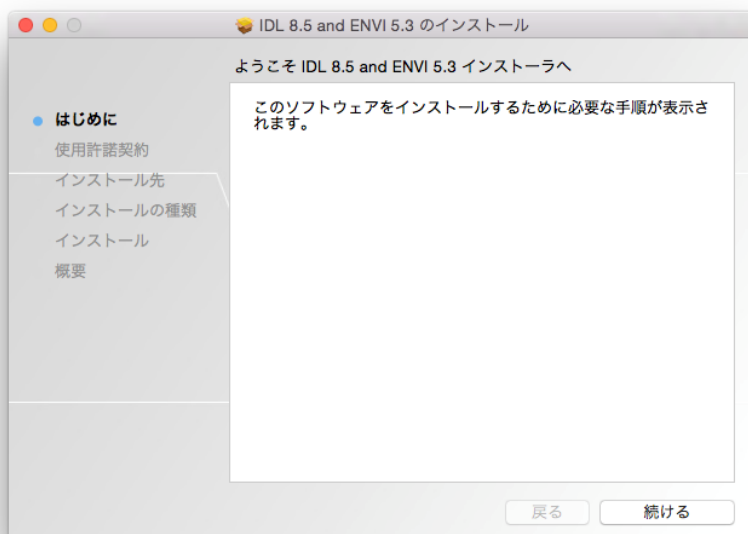 IDL 8.5 and ENVI 5.3 のインストール
ようこそ IDL 8.5 and ENVI 5.3 インストーラへ
はじめに
使用許諾契約
インストール先
インストールの種類
インストール
概要
このソフトウェアをインストールするために必要な手順が表示さ
れます。
戻る
続ける